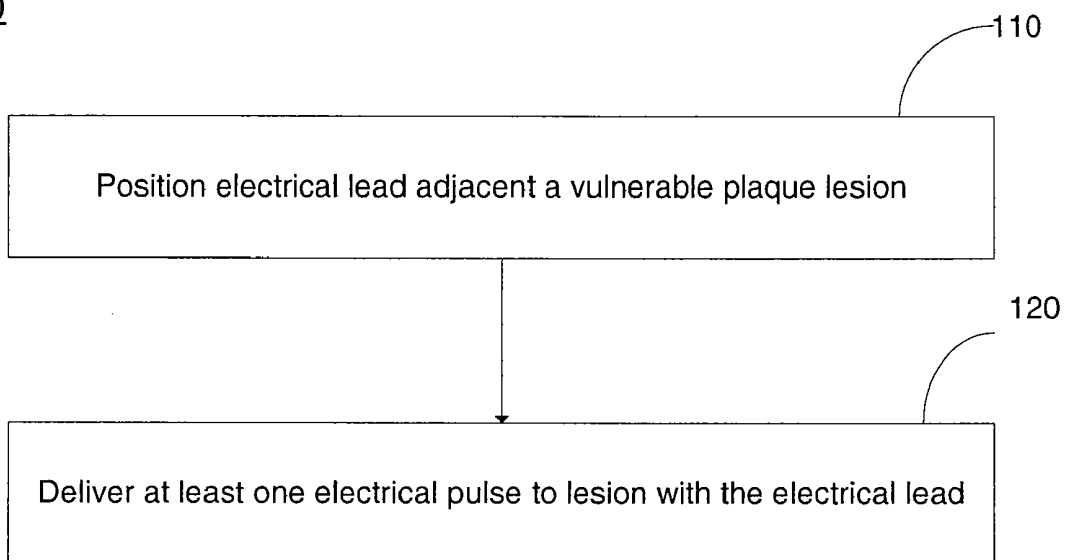 110
Position electrical lead adjacent a vulnerable plaque lesion
120
Deliver at least one electrical pulse to lesion with the electrical lead